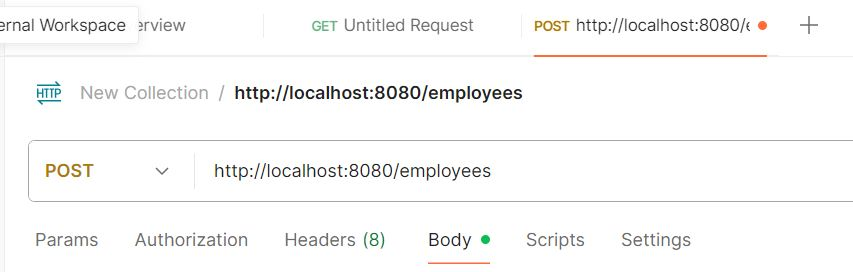 ernal Workspace erview GET Untitled Request POST http://localhost:8080/e
HTTP New Collection / http://localhost:8080/employees
POST http://localhost:8080/employees
Params Authorization Headers (8) Body Scripts Settings